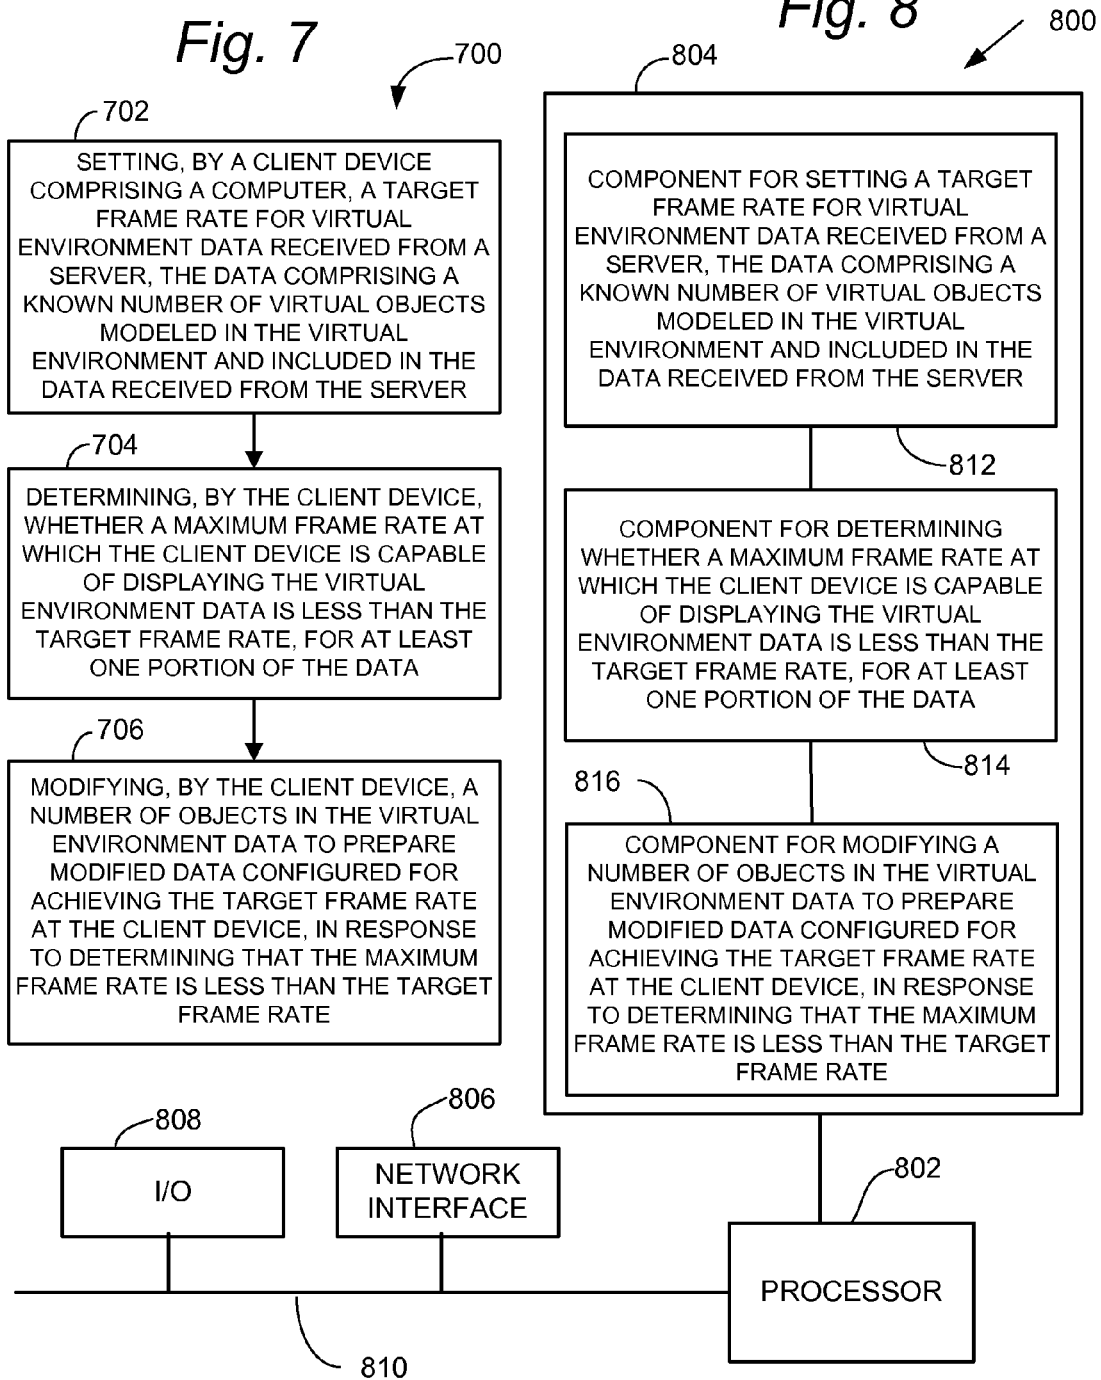 Fig. 7
700
702
SETTING, BY A CLIENT DEVICE
COMPRISING A COMPUTER, A TARGET
FRAME RATE FOR VIRTUAL
ENVIRONMENT DATA RECEIVED FROM A
SERVER, THE DATA COMPRISING A
KNOWN NUMBER OF VIRTUAL OBJECTS
MODELED IN THE VIRTUAL
ENVIRONMENT AND INCLUDED IN THE
DATA RECEIVED FROM THE SERVER
704
DETERMINING, BY THE CLIENT DEVICE,
WHETHER A MAXIMUM FRAME RATE AT
WHICH THE CLIENT DEVICE IS CAPABLE
OF DISPLAYING THE VIRTUAL
ENVIRONMENT DATA IS LESS THAN THE
TARGET FRAME RATE, FOR AT LEAST
ONE PORTION OF THE DATA
706
MODIFYING, BY THE CLIENT DEVICE, A
NUMBER OF OBJECTS IN THE VIRTUAL
ENVIRONMENT DATA TO PREPARE
MODIFIED DATA CONFIGURED FOR
ACHIEVING THE TARGET FRAME RATE
AT THE CLIENT DEVICE, IN RESPONSE
TO DETERMINING THAT THE MAXIMUM
FRAME RATE IS LESS THAN THE TARGET
FRAME RATE
Fig. 8
800
804
COMPONENT FOR SETTING A TARGET
FRAME RATE FOR VIRTUAL
ENVIRONMENT DATA RECEIVED FROM A
SERVER, THE DATA COMPRISING A
KNOWN NUMBER OF VIRTUAL OBJECTS
MODELED IN THE VIRTUAL
ENVIRONMENT AND INCLUDED IN THE
DATA RECEIVED FROM THE SERVER
812
COMPONENT FOR DETERMINING
WHETHER A MAXIMUM FRAME RATE AT
WHICH THE CLIENT DEVICE IS CAPABLE
OF DISPLAYING THE VIRTUAL
ENVIRONMENT DATA IS LESS THAN THE
TARGET FRAME RATE, FOR AT LEAST
ONE PORTION OF THE DATA
814
816
COMPONENT FOR MODIFYING A
NUMBER OF OBJECTS IN THE VIRTUAL
ENVIRONMENT DATA TO PREPARE
MODIFIED DATA CONFIGURED FOR
ACHIEVING THE TARGET FRAME RATE
AT THE CLIENT DEVICE, IN RESPONSE
TO DETERMINING THAT THE MAXIMUM
FRAME RATE IS LESS THAN THE TARGET
FRAME RATE
808
I/O
806
NETWORK
INTERFACE
802
PROCESSOR
810